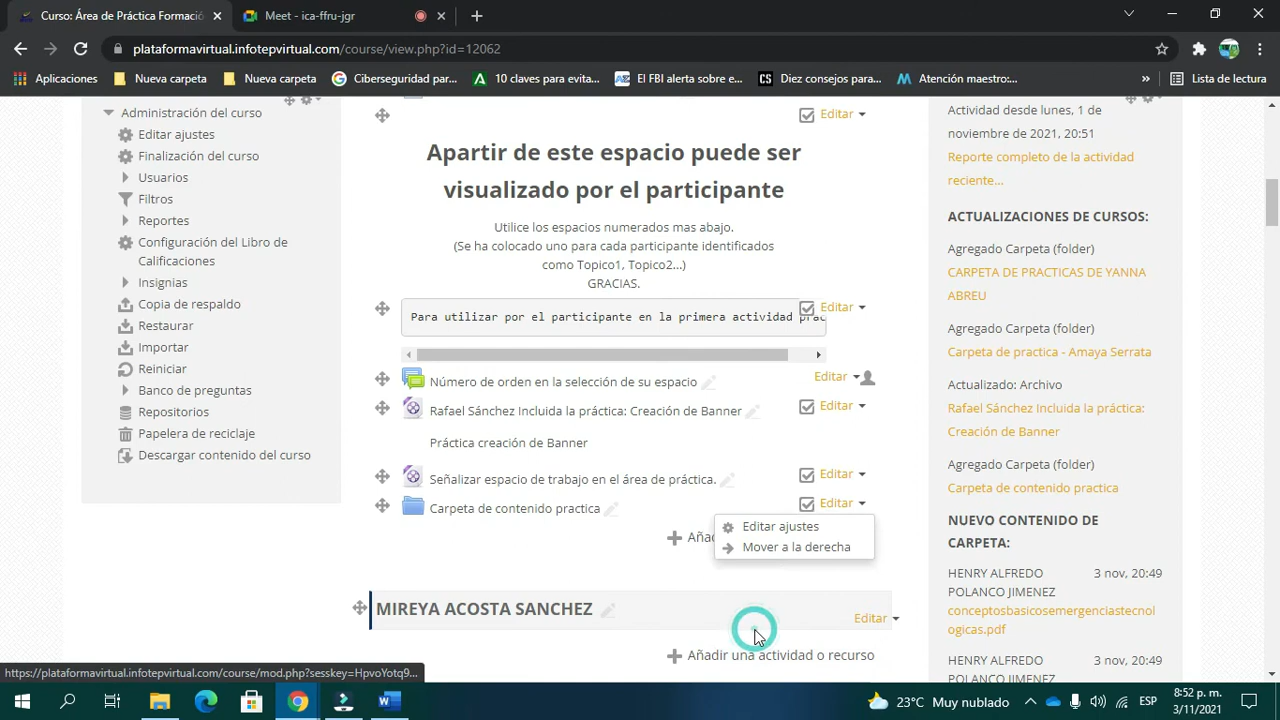 Curso: Área de Práctica Formació
Meet - ica-ffru-jgr
plataformavirtual.infotepvirtual.com/course/view.php?id=12062
Aplicaciones
Nueva carpeta
Nueva carpeta
Ciberseguridad par...
10 claves para evita...
El FBI alerta sobre e...
Diez consejos para...
Atención maestro:...
»
Lista de lectura
Administración del curso
Editar ajustes
Finalización del curso
Usuarios
Filtros
Reportes
Configuración del Libro de
Calificaciones
Insignias
Copia de respaldo
Restaurar
Importar
Reiniciar
Banco de preguntas
Repositorios
Papelera de reciclaje
Descargar contenido del curso
Editar
Apartir de este espacio puede ser
visualizado por el participante
Utilice los espacios numerados mas abajo.
(Se ha colocado uno para cada participante identificados
como Topico1, Topico2...)
GRACIAS.
Editar
Para utilizar por el participante en la primera actividad
Número de orden en la selección de su espacio
Editar
Rafael Sánchez Incluida la práctica: Creación de Banner
Editar
Práctica creación de Banner
Señalizar espacio de trabajo en el área de práctica.
Editar
Carpeta de contenido practica
Editar
Editar ajustes
Mover a la derecha
MIREYA ACOSTA SANCHEZ
Editar
Añadir una actividad o recurso
Actividad desde lunes, 1 de
noviembre de 2021, 20:51
Reporte completo de la actividad
reciente...
ACTUALIZACIONES DE CURSOS:
Agregado Carpeta (folder)
CARPETA DE PRACTICAS DE YANNA
ABREU
Agregado Carpeta (folder)
Carpeta de practica - Amaya Serrata
Actualizado: Archivo
Rafael Sánchez Incluida la práctica:
Creación de Banner
Agregado Carpeta (folder)
Carpeta de contenido practica
NUEVO CONTENIDO DE
CARPETA:
HENRY ALFREDO 3 nov, 20:49
POLANCO JIMENEZ
conceptosbasicosemergenciastecnol
ogicas.pdf
HENRY ALFREDO 3 nov, 20:49
POLANCO JIMENEZ
https://plataformavirtual.infotepvirtual.com/course/mod.php?sesskey=HpvoYotq9...
23°C Muy nublado
ESP
8:52 p. m.
3/11/2021